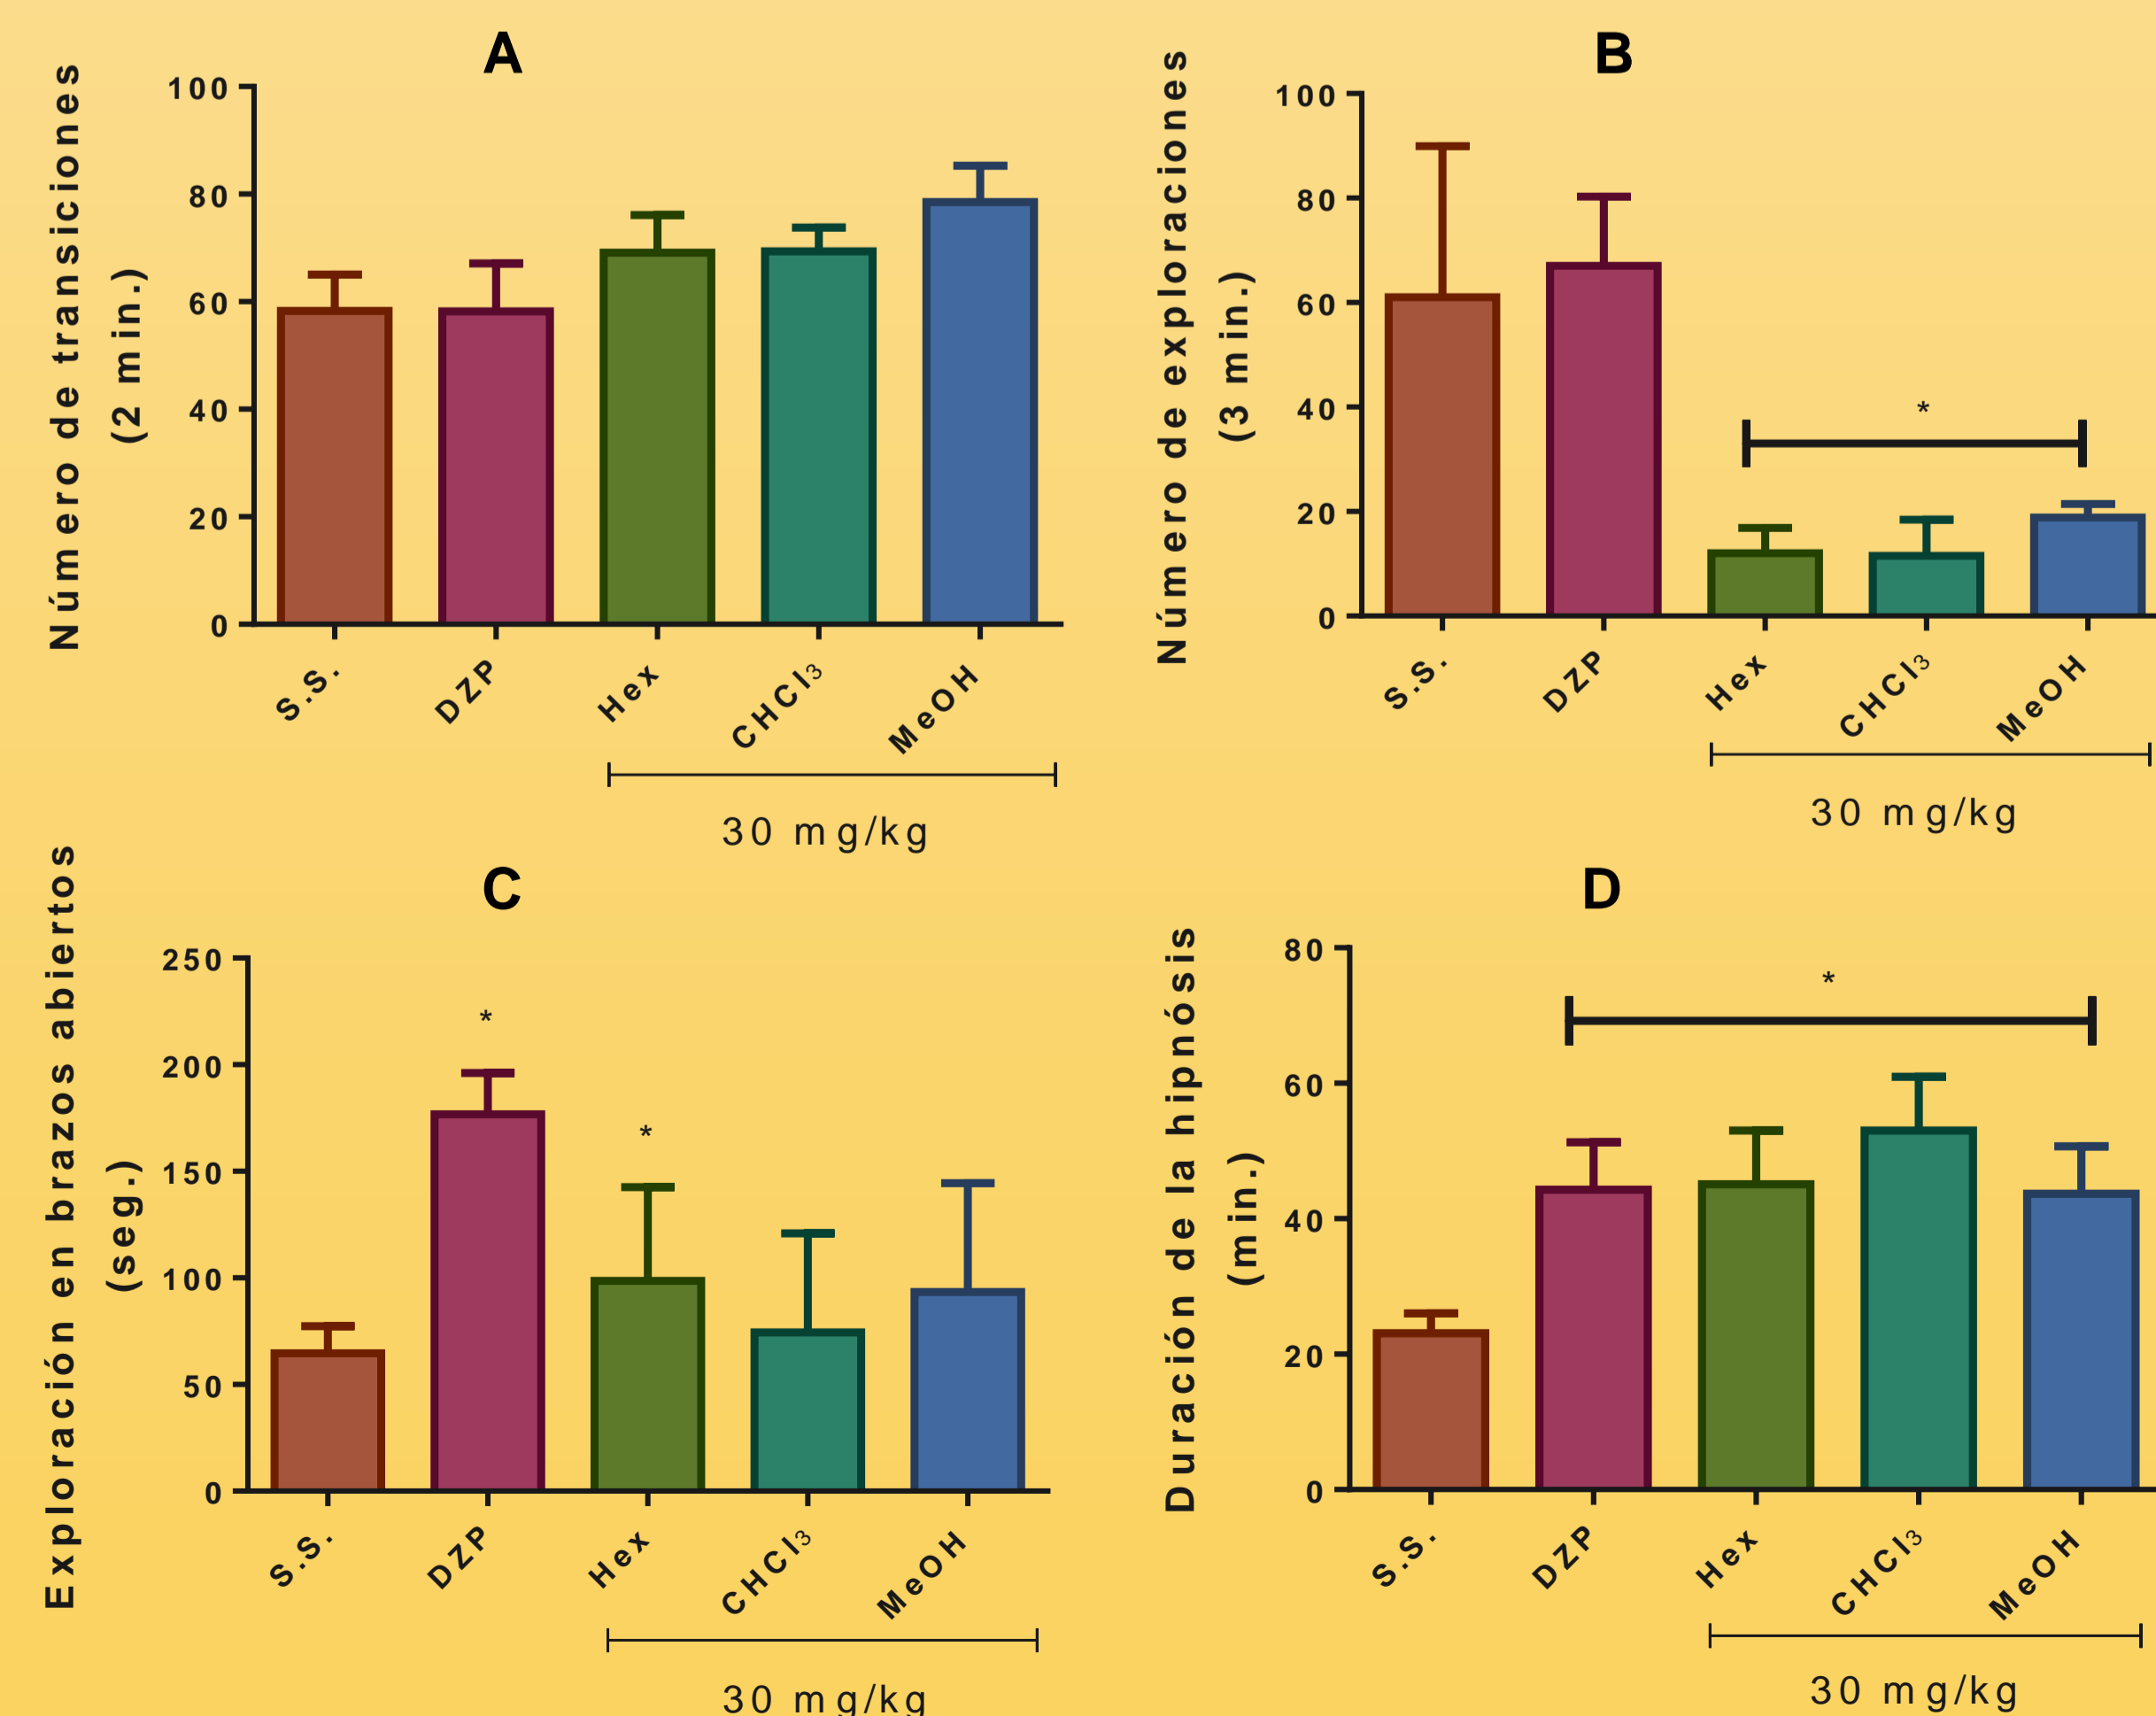 A
Número de transiciones
(2 min.)
100
80
60
40
20
0
S.S.
DZP
Hex
CHCl3
MeOH
30 mg/kg
B
Número de exploraciones
(3 min.)
100
80
60
40
20
0
*
S.S.
DZP
Hex
CHCl3
MeOH
30 mg/kg
C
Exploración en brazos abiertos
(seg.)
250
200
150
100
50
0
*
*
S.S.
DZP
Hex
CHCl3
MeOH
30 mg/kg
D
Duración de la hipnósis
(min.)
80
60
40
20
0
*
S.S.
DZP
Hex
CHCl3
MeOH
30 mg/kg